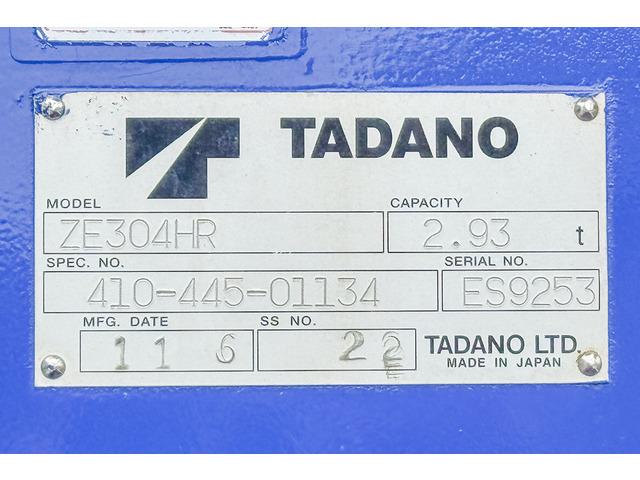 TADANO
MODEL CAPACITY
ZE304HR 2.93 t
SPEC. NO. SERIAL NO.
410-445-01134 ES9253
MFG. DATE SS NO.
11 6 22 TADANO LTD.
MADE IN JAPAN